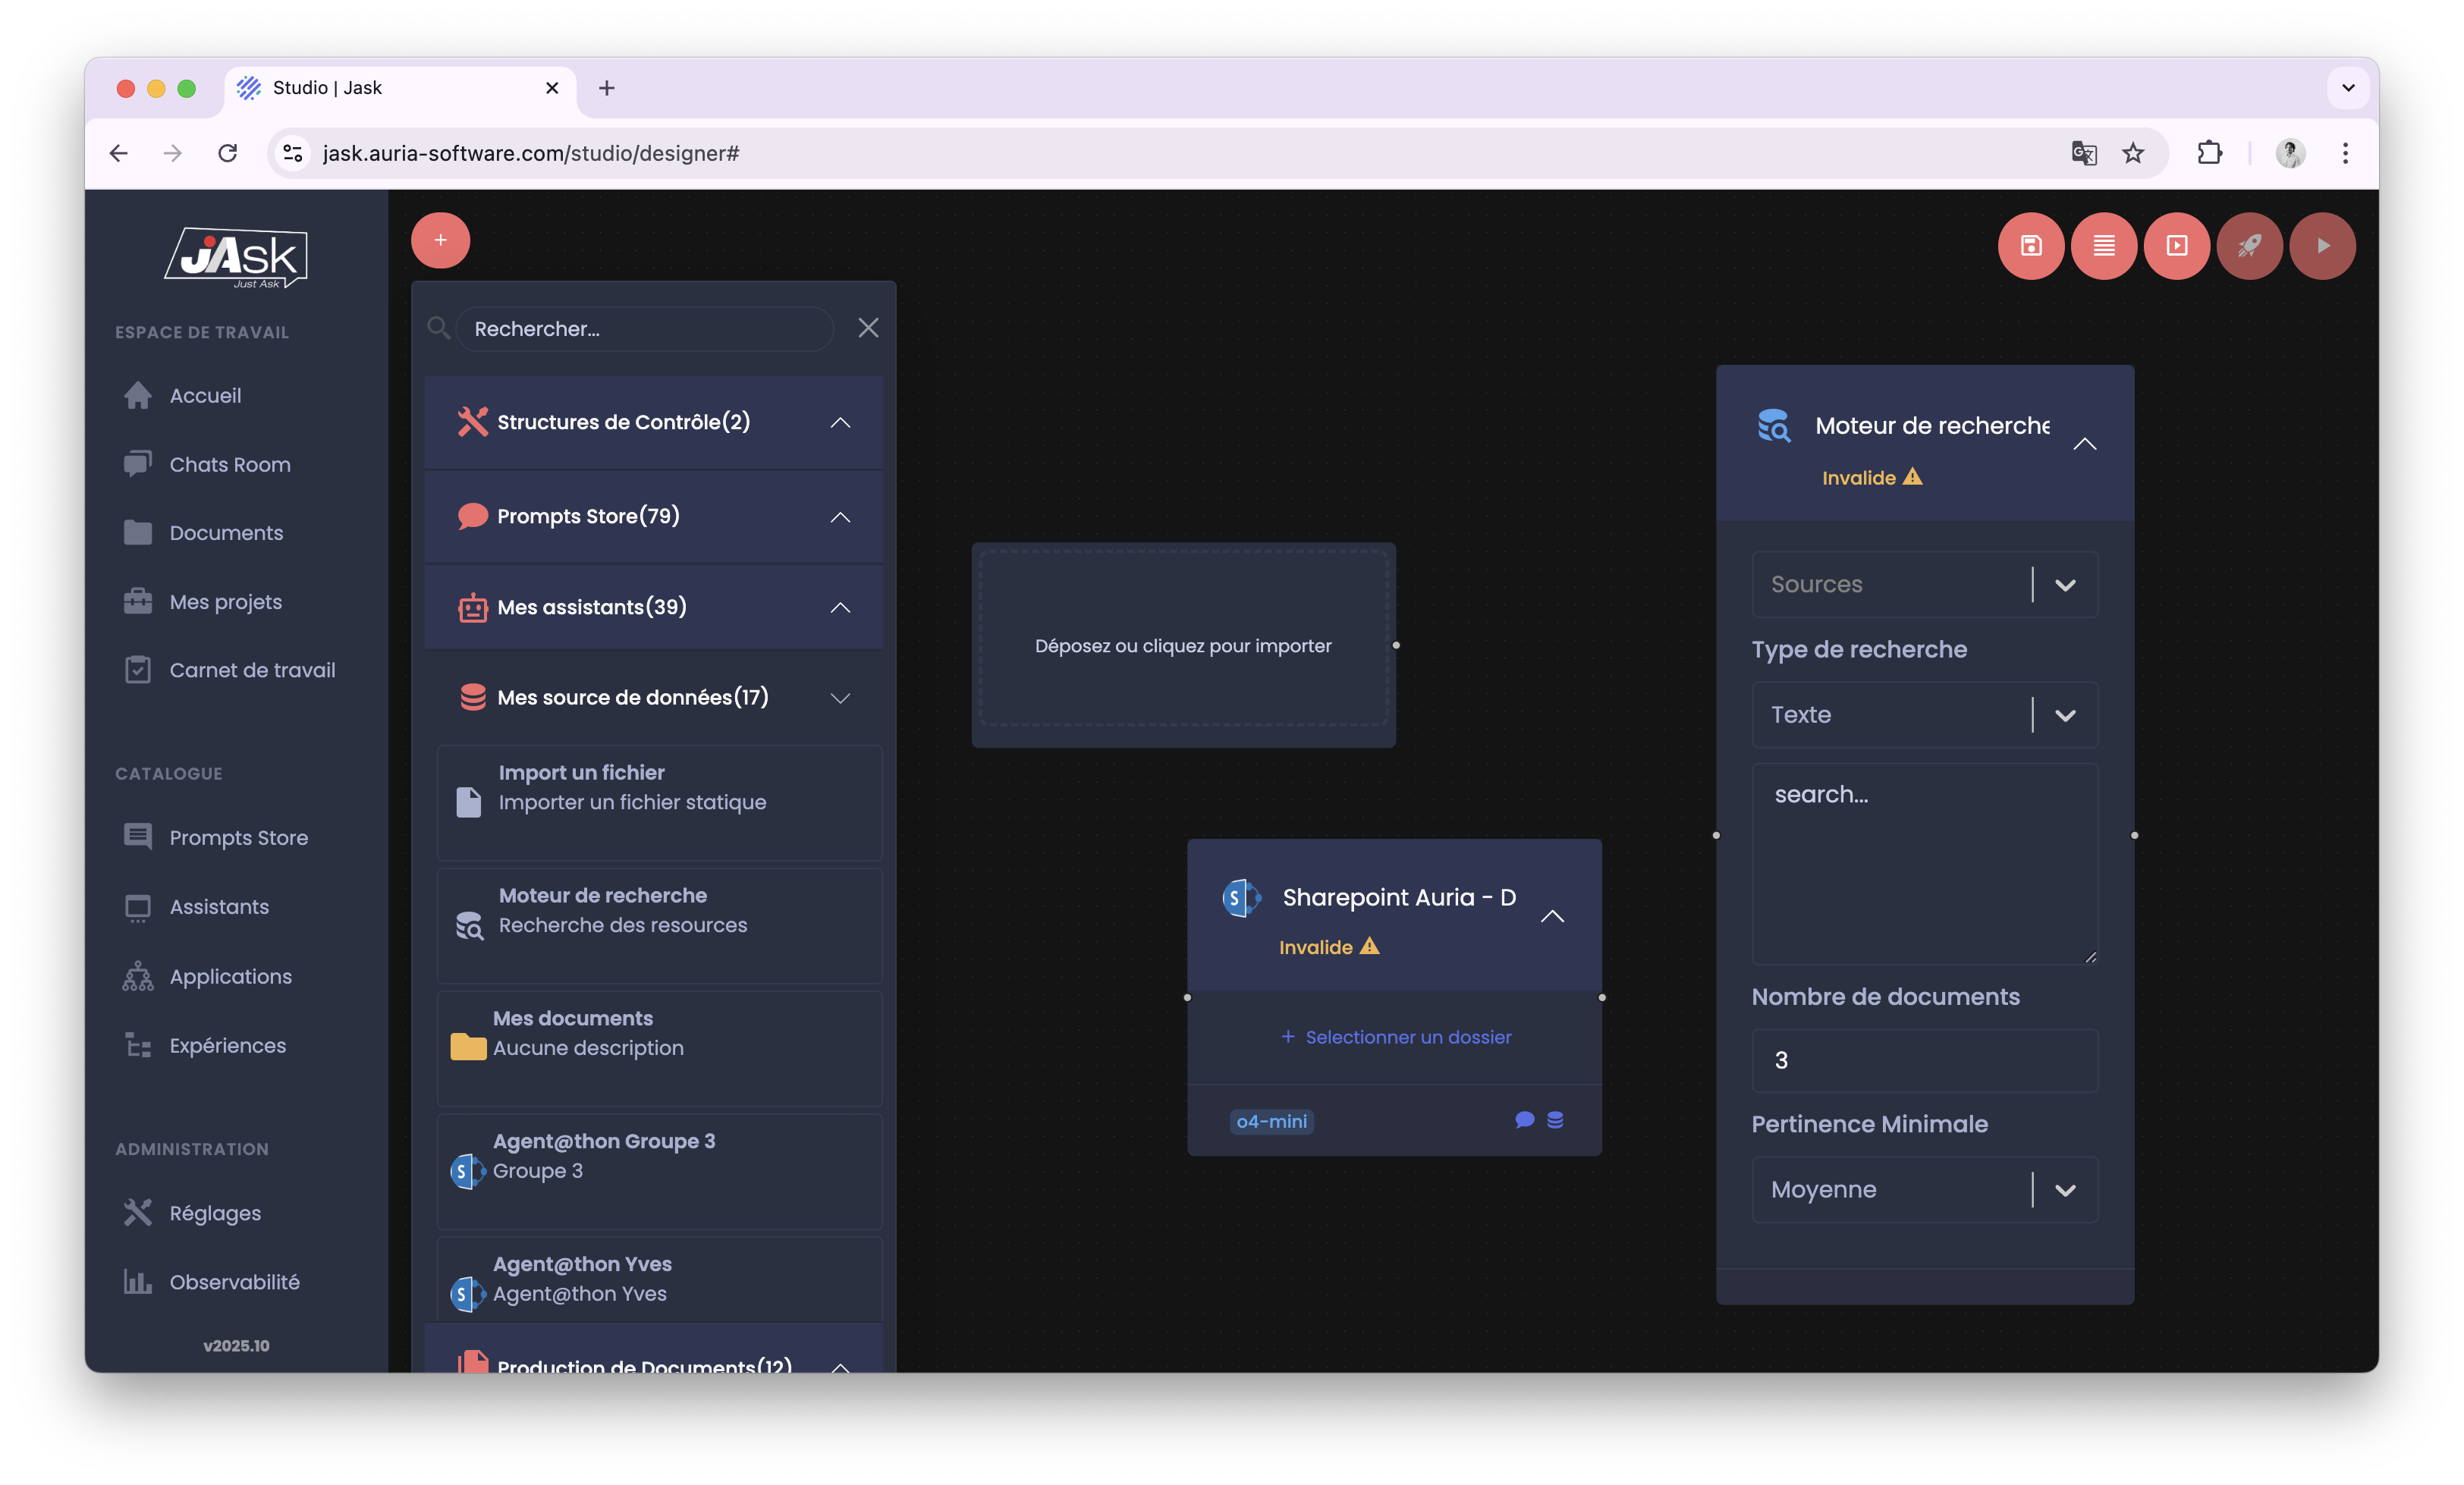 Studio | Jask
jask.auria-software.com/studio/designer#
jAsk
Just Ask
ESPACE DE TRAVAIL
Accueil
Chats Room
Documents
Mes projets
Carnet de travail
CATALOGUE
Prompts Store
Assistants
Applications
Expériences
ADMINISTRATION
Réglages
Observabilité
v2025.10
+
Rechercher...
Structures de Contrôle(2)
Prompts Store(79)
Mes assistants(39)
Mes source de données(17)
Import un fichier
Importer un fichier statique
Moteur de recherche
Recherche des resources
Mes documents
Aucune description
Agent@thon Groupe 3
Groupe 3
Agent@thon Yves
Agent@thon Yves
Production de Documents(12)
Déposez ou cliquez pour importer
Sharepoint Auria - D
Invalide
+ Selectionner un dossier
o4-mini
Moteur de recherche
Invalide
Sources
Type de recherche
Texte
search...
Nombre de documents
3
Pertinence Minimale
Moyenne